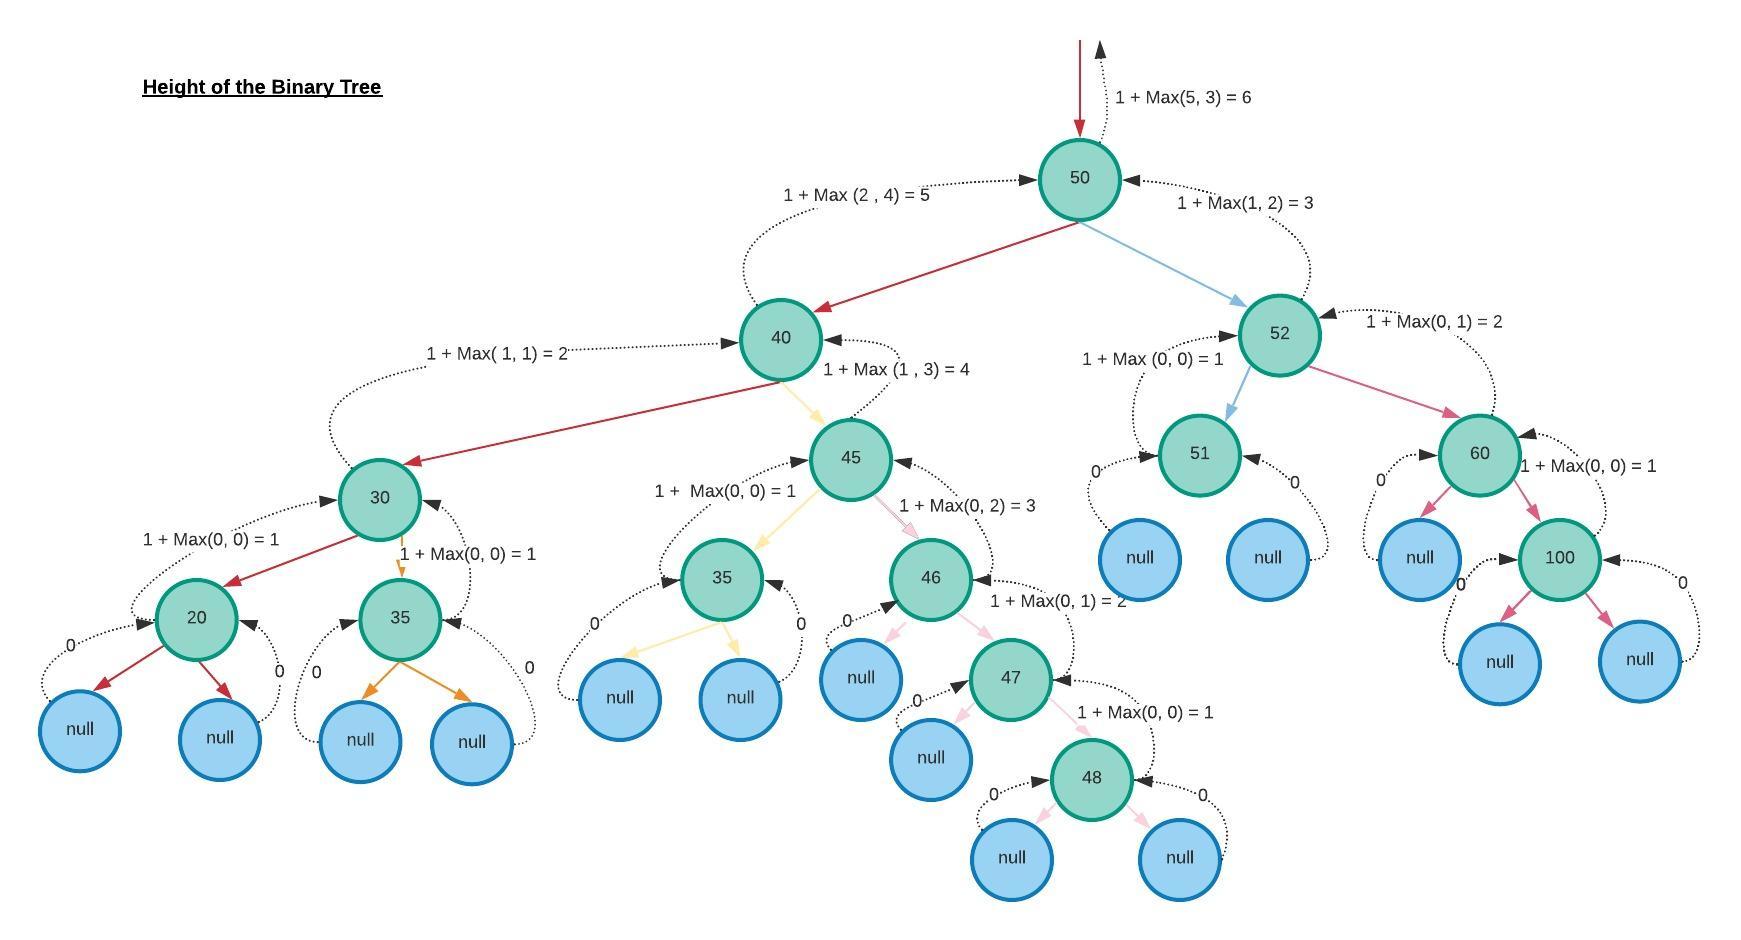 Height of the Binary Tree
1 + Max(5, 3) = 6
50
1 + Max (2 , 4) = 5
1 + Max(1, 2) = 3
40
52
1 + Max( 1, 1) = 2
1 + Max (1 , 3) = 4
1 + Max (0, 0) = 1
1 + Max(0, 1) = 2
30
45
51
60
1 + Max(0, 0) = 1
1 + Max(0, 0) = 1
1 + Max(0, 0) = 1
1 + Max(0, 2) = 3
0
0
0
1 + Max(0, 0) = 1
20
35
35
46
null
null
null
100
0
0
0
0
0
0
0
1 + Max(0, 1) = 2
0
0
null
null
null
null
null
null
null
47
null
null
0
null
1 + Max(0, 0) = 1
48
0
0
null
null